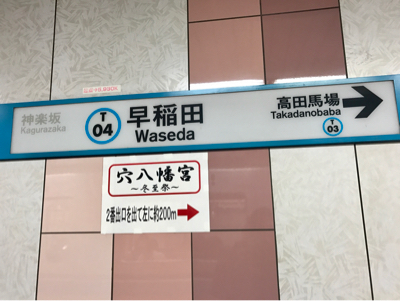 神楽坂
Kagurazaka
T
04
早稲田
Waseda
高田馬場
Takadanobaba
T
03
穴八幡宮
～冬至祭～
2番出口を出て左に約200m